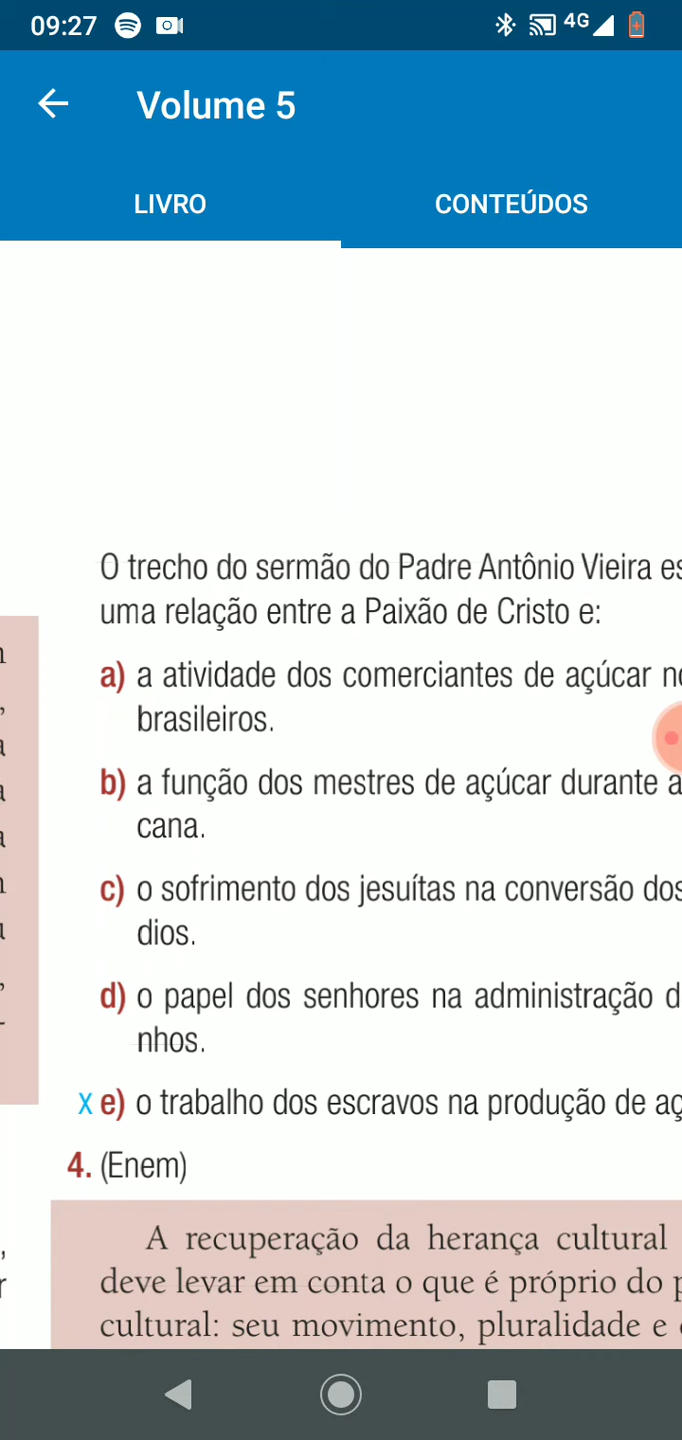 09:27
4G
Volume 5
LIVRO
CONTEÚDOS
O trecho do sermão do Padre Antônio Vieira
uma relação entre a Paixão de Cristo e:
a) a atividade dos comerciantes de açúcar
brasileiros.
b) a função dos mestres de açúcar durante a
cana.
c) o sofrimento dos jesuítas na conversão dos
dios.
d) o papel dos senhores na administração
nhos.
x e) o trabalho dos escravos na produção de
4. (Enem)
A recuperação da herança cultural
deve levar em conta o que é próprio do
cultural: seu movimento, pluralidade e